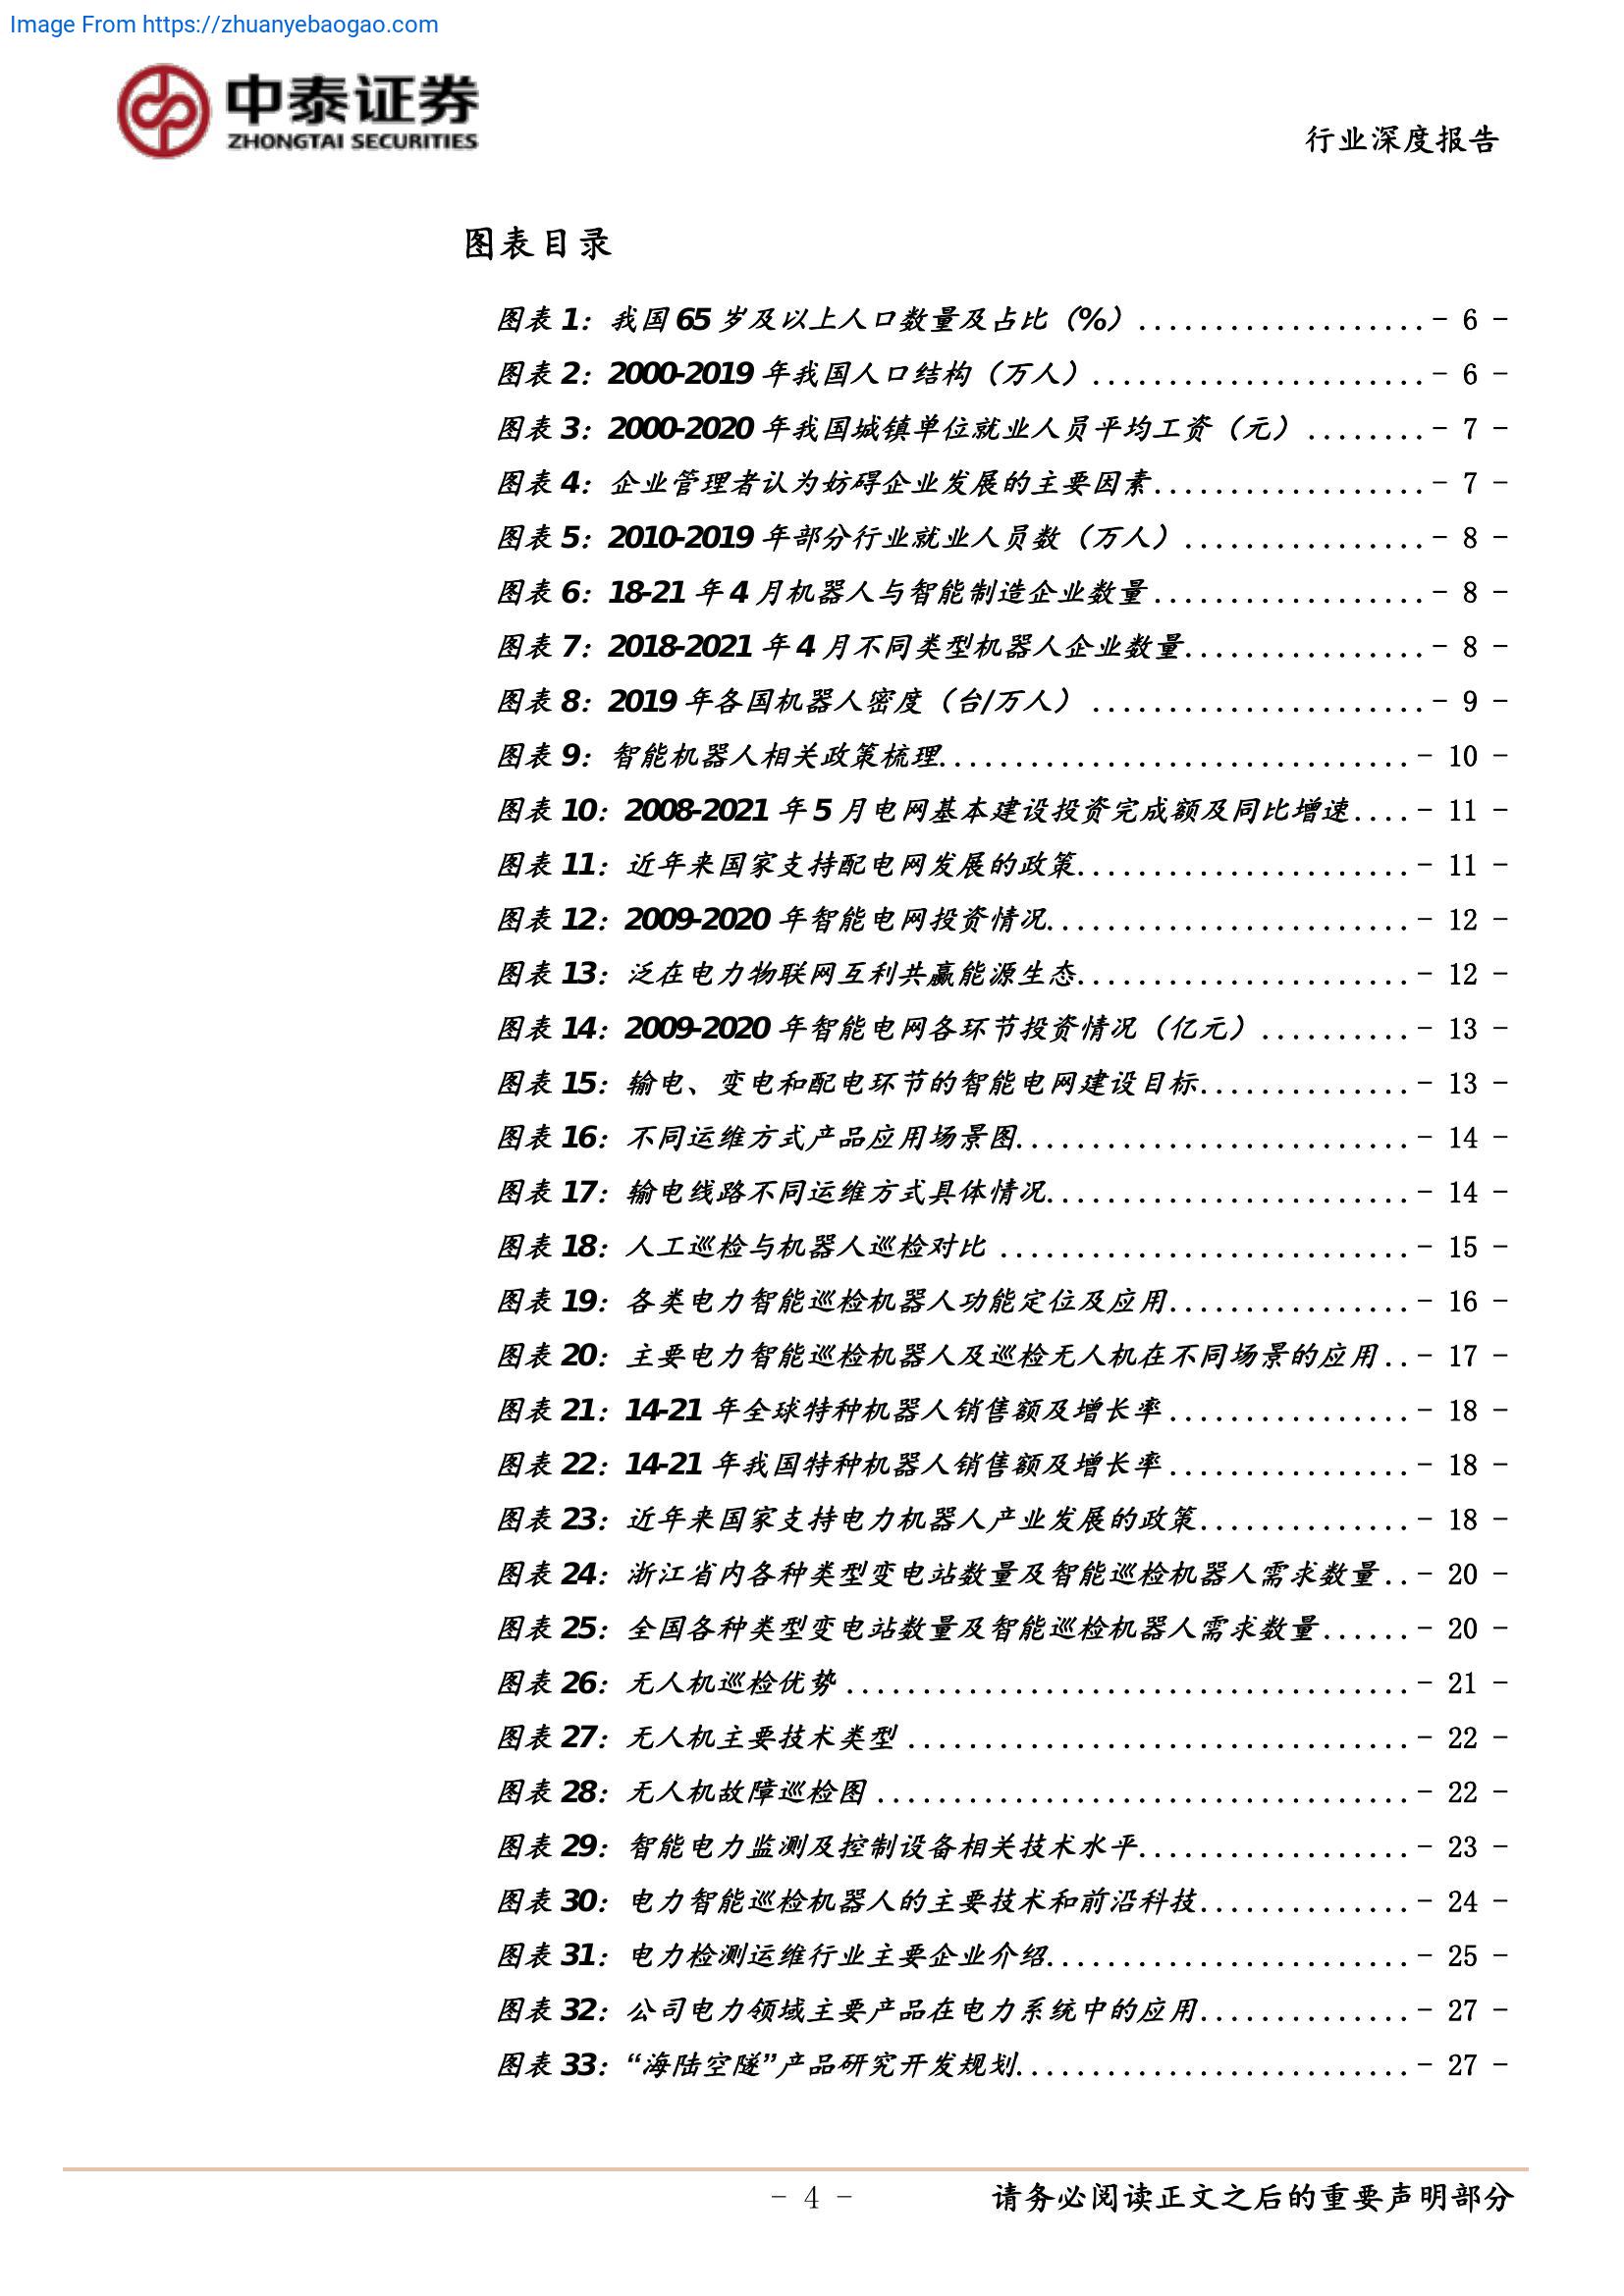 Image From https://zhuanyebaogao.com
中泰证券
ZHONGTAI SECURITIES
行业深度报告
图表目录
图表 1：我国 65 岁及以上人口数量及占比（%）...................- 6 -
图表 2：2000-2019 年我国人口结构（万人）......................- 6 -
图表 3：2000-2020 年我国城镇单位就业人员平均工资（元）........- 7 -
图表 4：企业管理者认为妨碍企业发展的主要因素..................- 7 -
图表 5：2010-2019 年部分行业就业人员数（万人）................- 8 -
图表 6：18-21 年 4 月机器人与智能制造企业数量..................- 8 -
图表 7：2018-2021 年 4 月不同类型机器人企业数量................- 8 -
图表 8：2019 年各国机器人密度（台/万人）......................- 9 -
图表 9：智能机器人相关政策梳理...............................- 10 -
图表 10：2008-2021 年 5 月电网基本建设投资完成额及同比增速....- 11 -
图表 11：近年来国家支持配电网发展的政策......................- 11 -
图表 12：2009-2020 年智能电网投资情况........................- 12 -
图表 13：泛在电力物联网互利共赢能源生态......................- 12 -
图表 14：2009-2020 年智能电网各环节投资情况（亿元）..........- 13 -
图表 15：输电、变电和配电环节的智能电网建设目标..............- 13 -
图表 16：不同运维方式产品应用场景图..........................- 14 -
图表 17：输电线路不同运维方式具体情况........................- 14 -
图表 18：人工巡检与机器人巡检对比 ...........................- 15 -
图表 19：各类电力智能巡检机器人功能定位及应用................- 16 -
图表 20：主要电力智能巡检机器人及巡检无人机在不同场景的应用..- 17 -
图表 21：14-21 年全球特种机器人销售额及增长率................- 18 -
图表 22：14-21 年我国特种机器人销售额及增长率................- 18 -
图表 23：近年来国家支持电力机器人产业发展的政策..............- 18 -
图表 24：浙江省内各种类型变电站数量及智能巡检机器人需求数量..- 20 -
图表 25：全国各种类型变电站数量及智能巡检机器人需求数量......- 20 -
图表 26：无人机巡检优势 .....................................- 21 -
图表 27：无人机主要技术类型 .................................- 22 -
图表 28：无人机故障巡检图 ...................................- 22 -
图表 29：智能电力监测及控制设备相关技术水平..................- 23 -
图表 30：电力智能巡检机器人的主要技术和前沿科技..............- 24 -
图表 31：电力检测运维行业主要企业介绍........................- 25 -
图表 32：公司电力领域主要产品在电力系统中的应用..............- 27 -
图表 33：“海陆空隧”产品研究开发规划..........................- 27 -
- 4 -
请务必阅读正文之后的重要声明部分